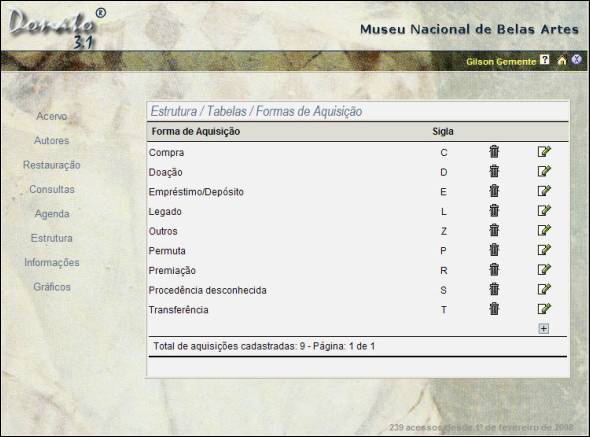 Donato ®
3.1
Museu Nacional de Belas Artes
Gilson Gemente ? X
Acervo
Autores
Restauração
Consultas
Agenda
Estrutura
Informações
Gráficos
Estrutura / Tabelas / Formas de Aquisição
Forma de Aquisição Sigla
Compra C
Doação D
Empréstimo/Depósito E
Legado L
Outros Z
Permuta P
Premiação R
Procedência desconhecida S
Transferência T
+
Total de aquisições cadastradas: 9 - Página: 1 de 1
239 acessos desde 1º de fevereiro de 2008